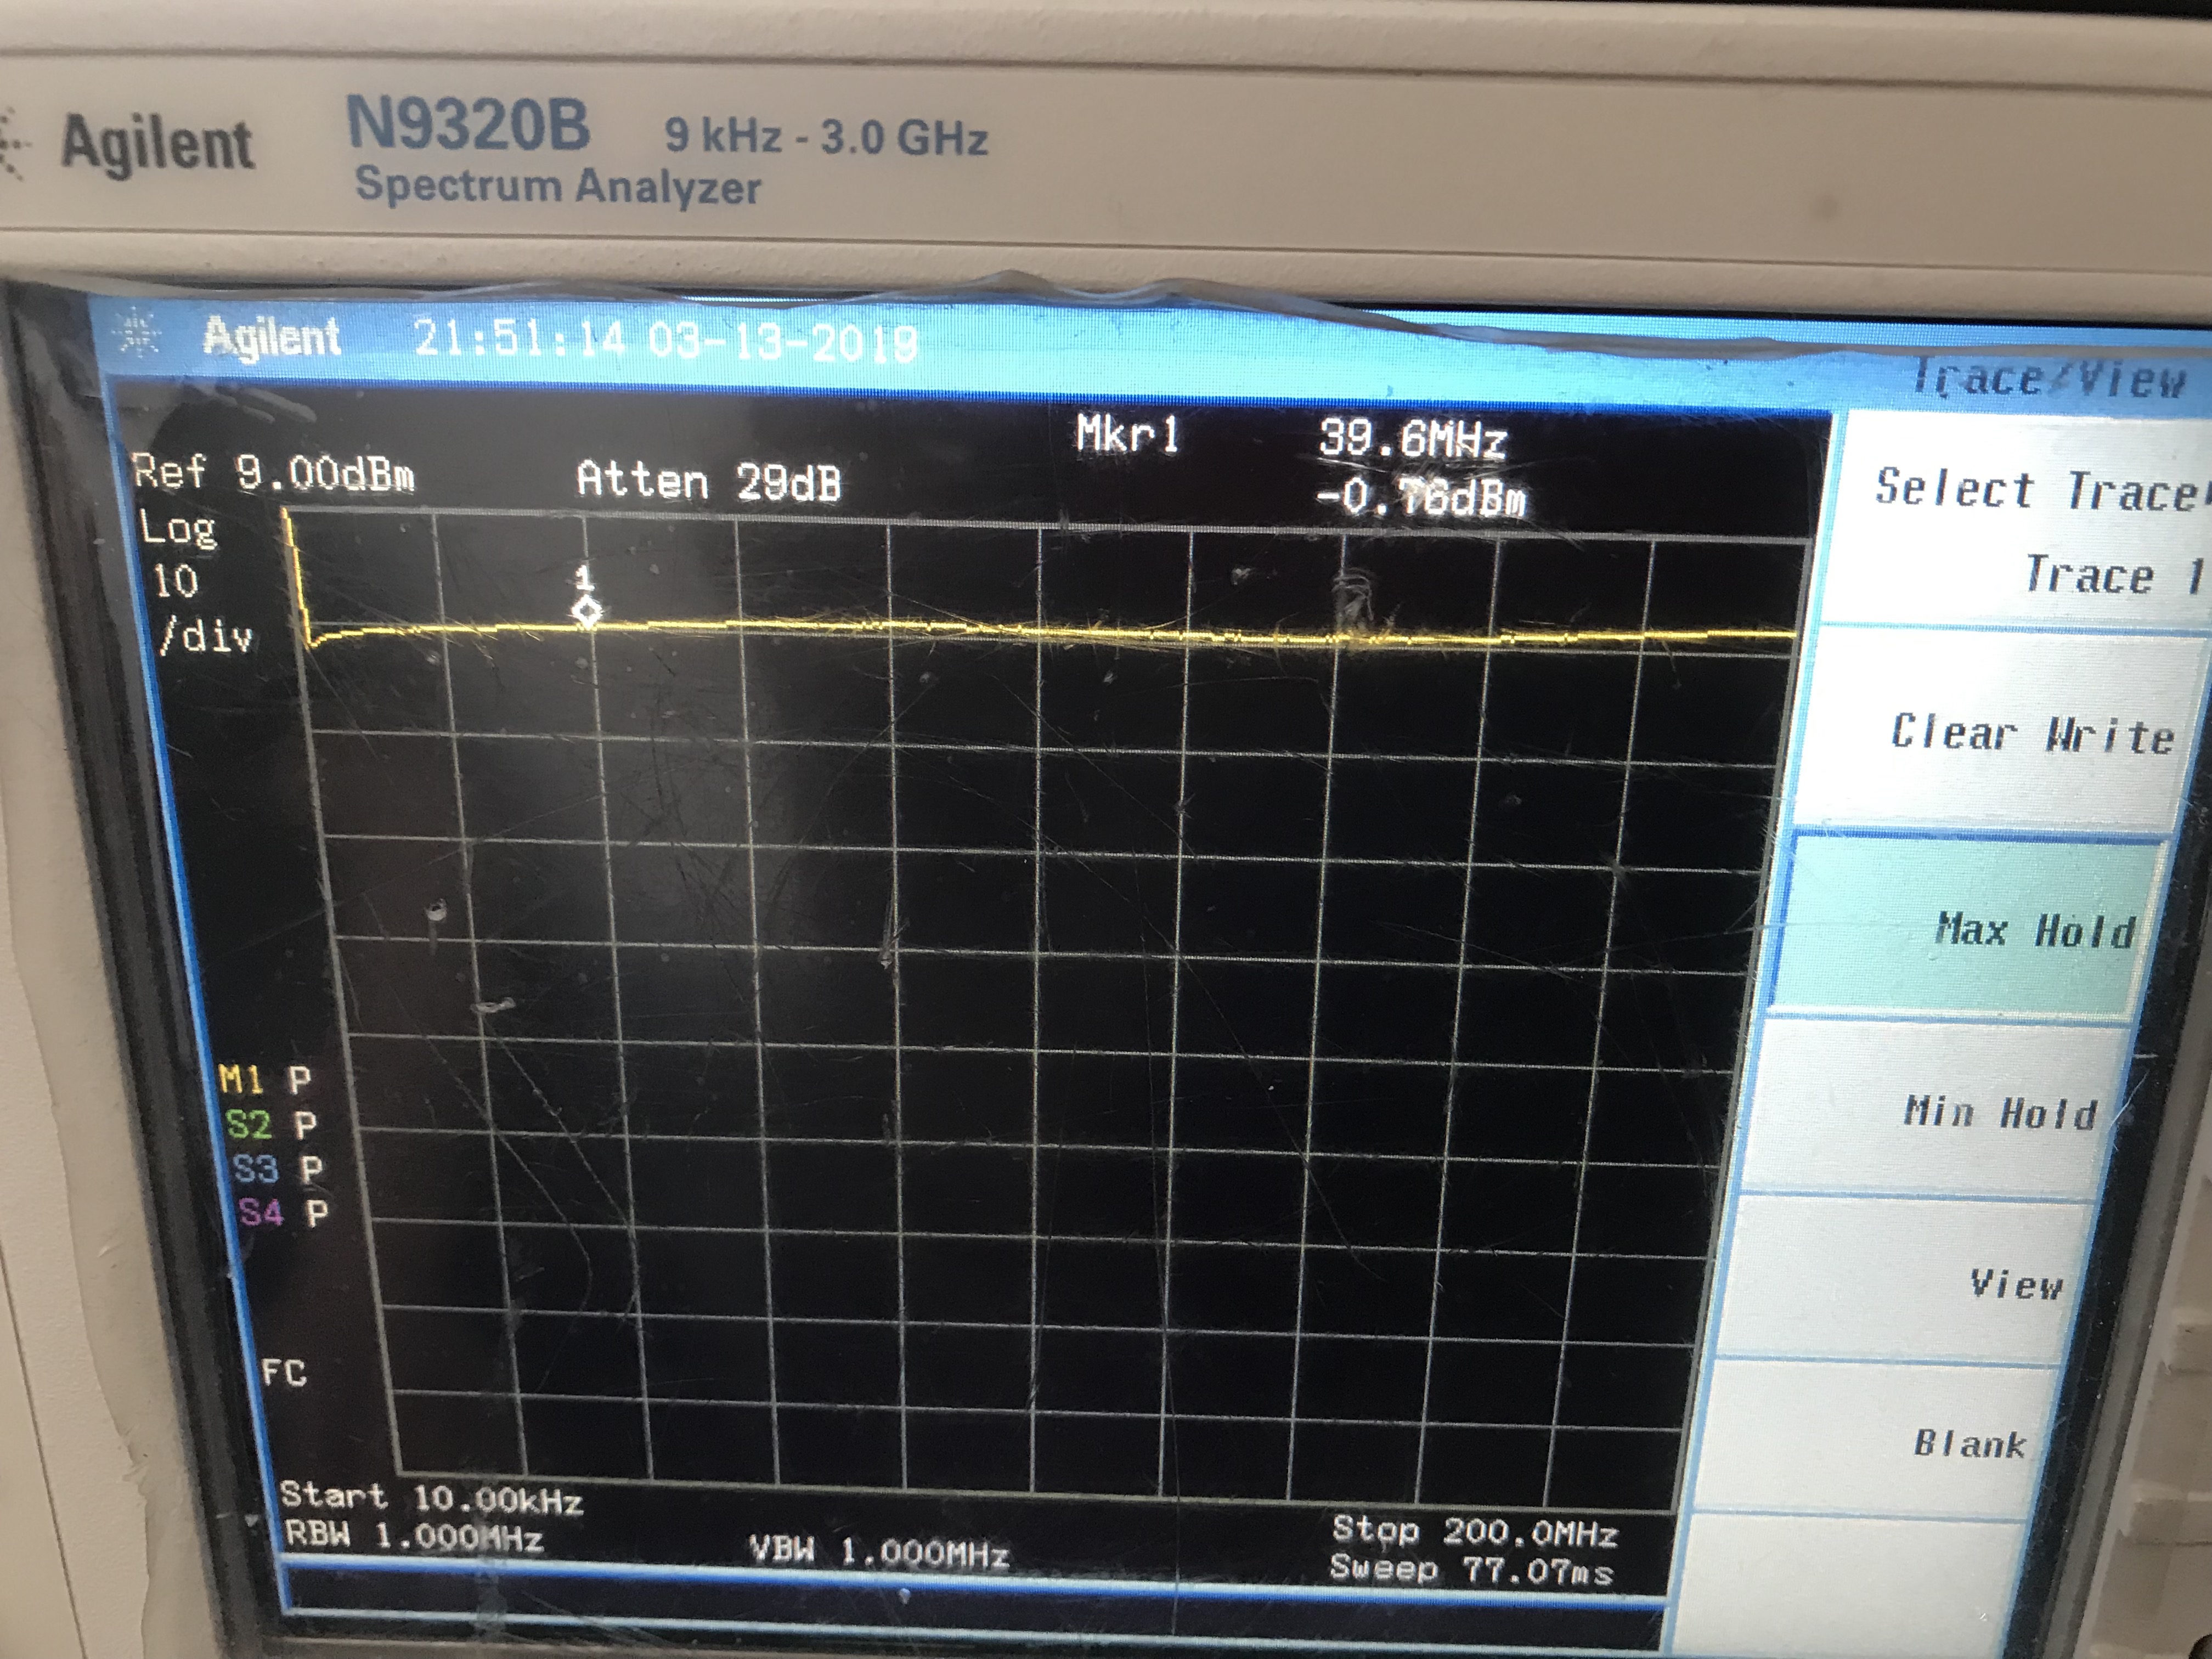 Agilent N9320B 9 kHz - 3.0 GHz
Spectrum Analyzer
Agilent 21:51:14 03-13-2019
Trace/View
Mkr1 39.6MHz
Ref 9.00dBm Atten 29dB -0.76dBm
Log
10
/div
1
Select Trace
Trace 1
Clear Write
Max Hold
Min Hold
View
Blank
M1 P
S2 P
S3 P
S4 P
FC
Start 10.00kHz Stop 200.0MHz
RBW 1.000MHz VBW 1.000MHz Sweep 77.07ms